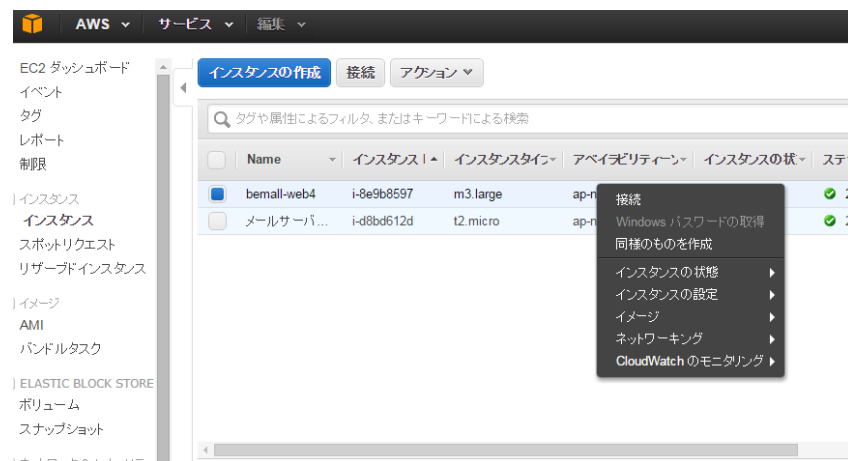 AWS サービス 編集
EC2 ダッシュボード
イベント
タグ
レポート
制限
インスタンス
インスタンス
スポットリクエスト
リザーブドインスタンス
イメージ
AMI
バンドルタスク
ELASTIC BLOCK STORE
ボリューム
スナップショット
インスタンスの作成 接続 アクション
タグや属性によるフィルタ、またはキーワードによる検索
Name インスタンス I インスタンスタイプ アベイラビリティーゾ インスタンスの状 ステ
bemall-web4 i-8e9b8597 m3.large ap-n 2
メールサーバ... i-d8bd612d t2.micro ap-n 2
接続
Windows パスワードの取得
同様のものを作成
インスタンスの状態
インスタンスの設定
イメージ
ネットワーキング
CloudWatch のモニタリング